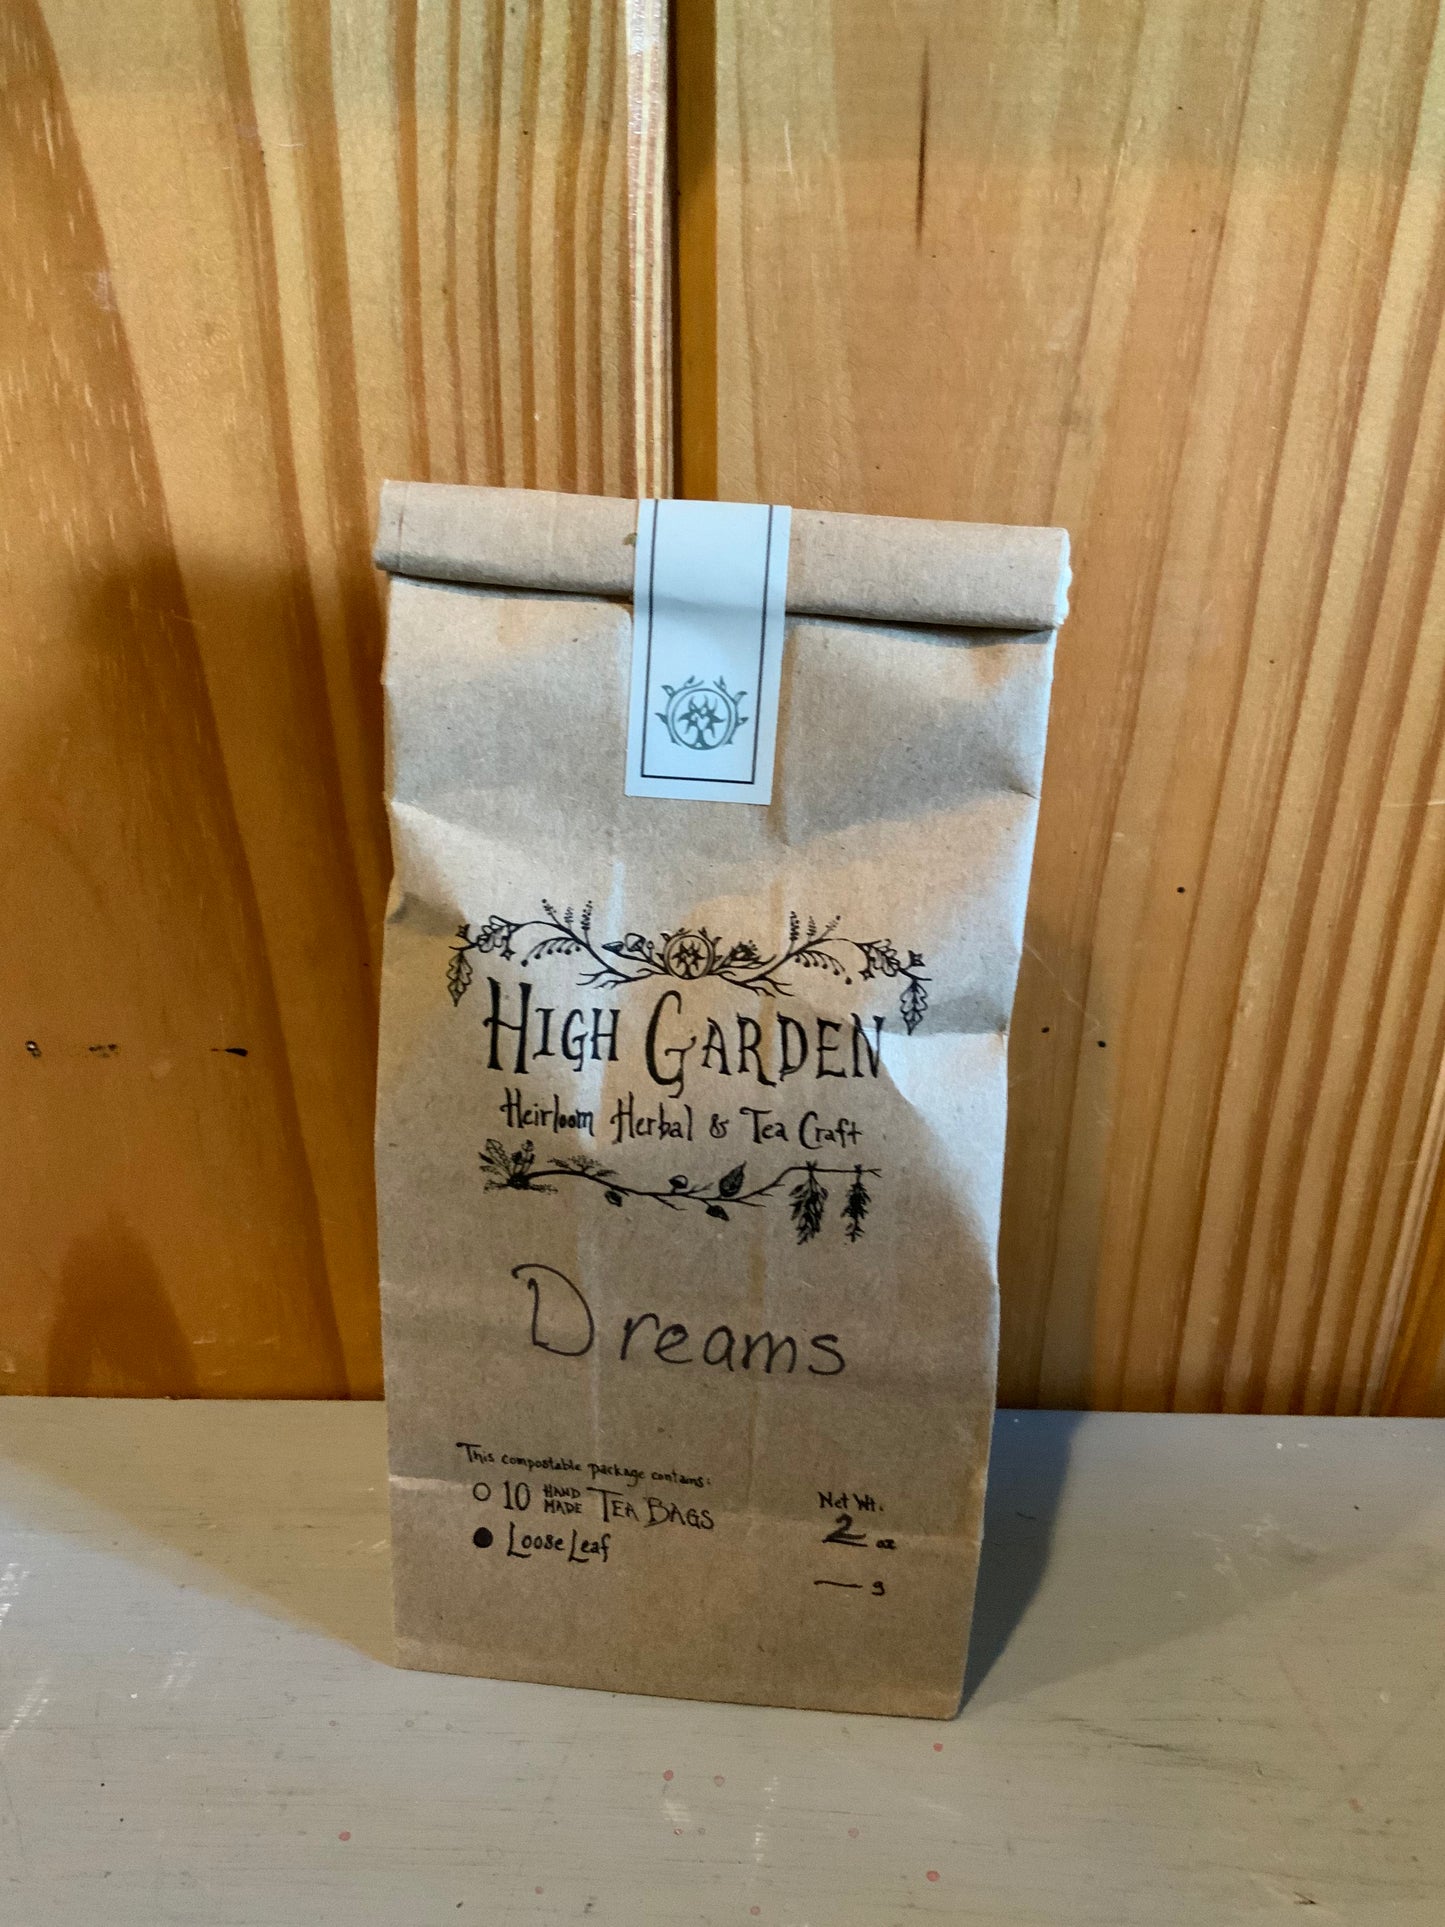 HIGH GARDEN
Heirloom Herbal & Tea Craft
Dreams
This compostable package contains:
10 HAND MADE TEA BAGS
Loose Leaf
Net Wt.
2 oz
g